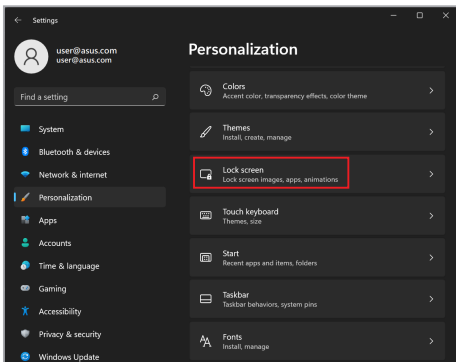 Settings
user@asus.com
user@asus.com
Find a setting
System
Bluetooth & devices
Network & internet
Personalization
Apps
Accounts
Time & language
Gaming
Accessibility
Privacy & security
Windows Update
Personalization
Colors
Accent color, transparency effects, color theme
Themes
Install, create, manage
Lock screen
Lock screen images, apps, animations
Touch keyboard
Themes, size
Start
Recent apps and items, folders
Taskbar
Taskbar behaviors, system pins
Fonts
Install, manage